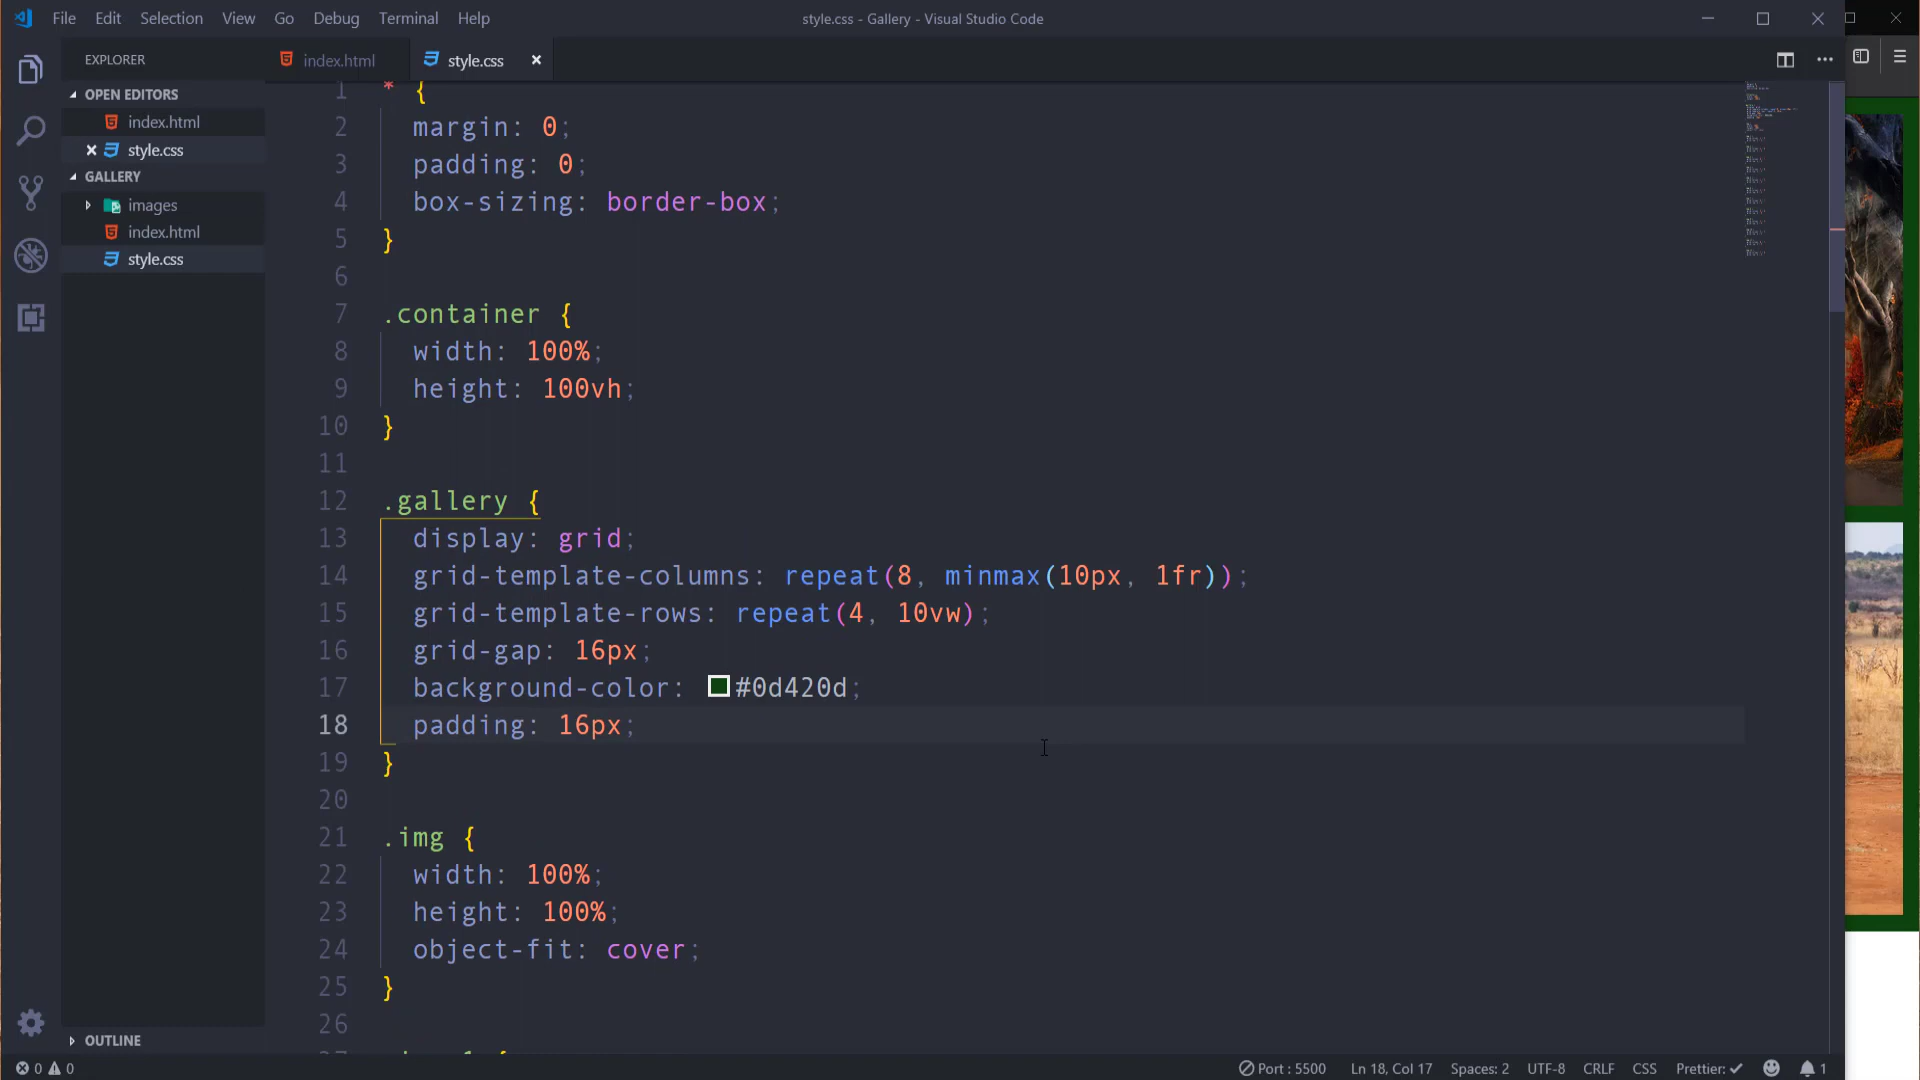 File Edit Selection View Go Debug Terminal Help
style.css - Gallery - Visual Studio Code
EXPLORER
index.html
style.css
OPEN EDITORS
index.html
style.css
GALLERY
images
index.html
style.css
OUTLINE
1 * {
2 margin: 0;
3 padding: 0;
4 box-sizing: border-box;
5 }
6
7 .container {
8 width: 100%;
9 height: 100vh;
10 }
11
12 .gallery {
13 display: grid;
14 grid-template-columns: repeat(8, minmax(10px, 1fr));
15 grid-template-rows: repeat(4, 10vw);
16 grid-gap: 16px;
17 background-color: #0d420d;
18 padding: 16px;
19 }
20
21 .img {
22 width: 100%;
23 height: 100%;
24 object-fit: cover;
25 }
26
0 0 Port : 5500 Ln 18, Col 17 Spaces: 2 UTF-8 CRLF CSS Prettier: ✓ 1